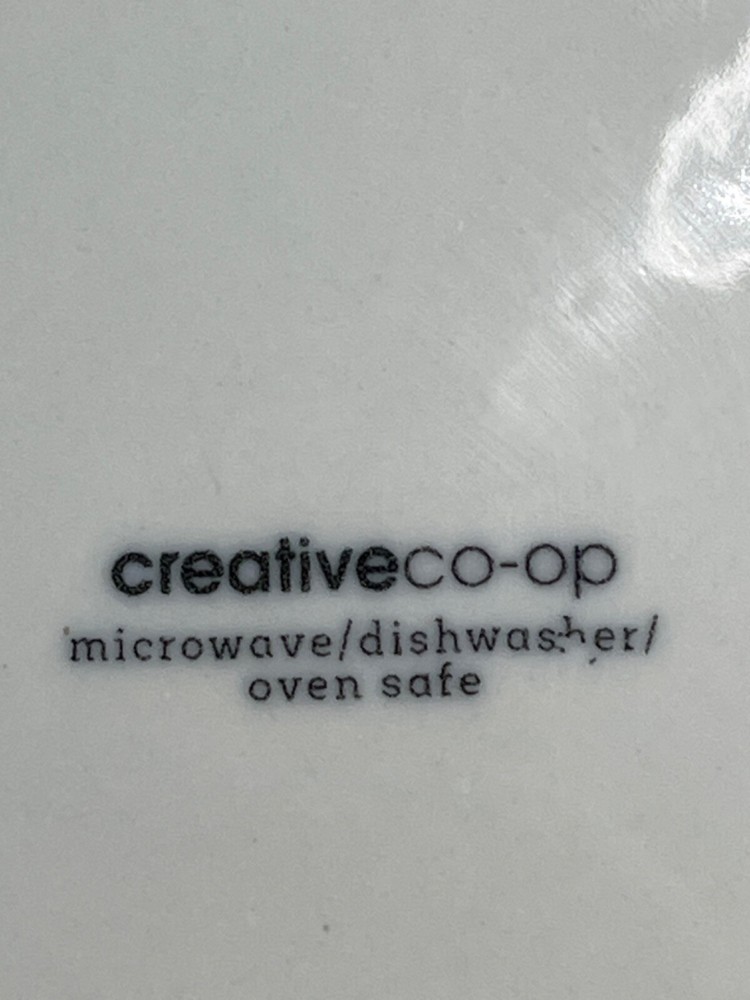 creativeco-op
microwave/dishwasher/
oven safe